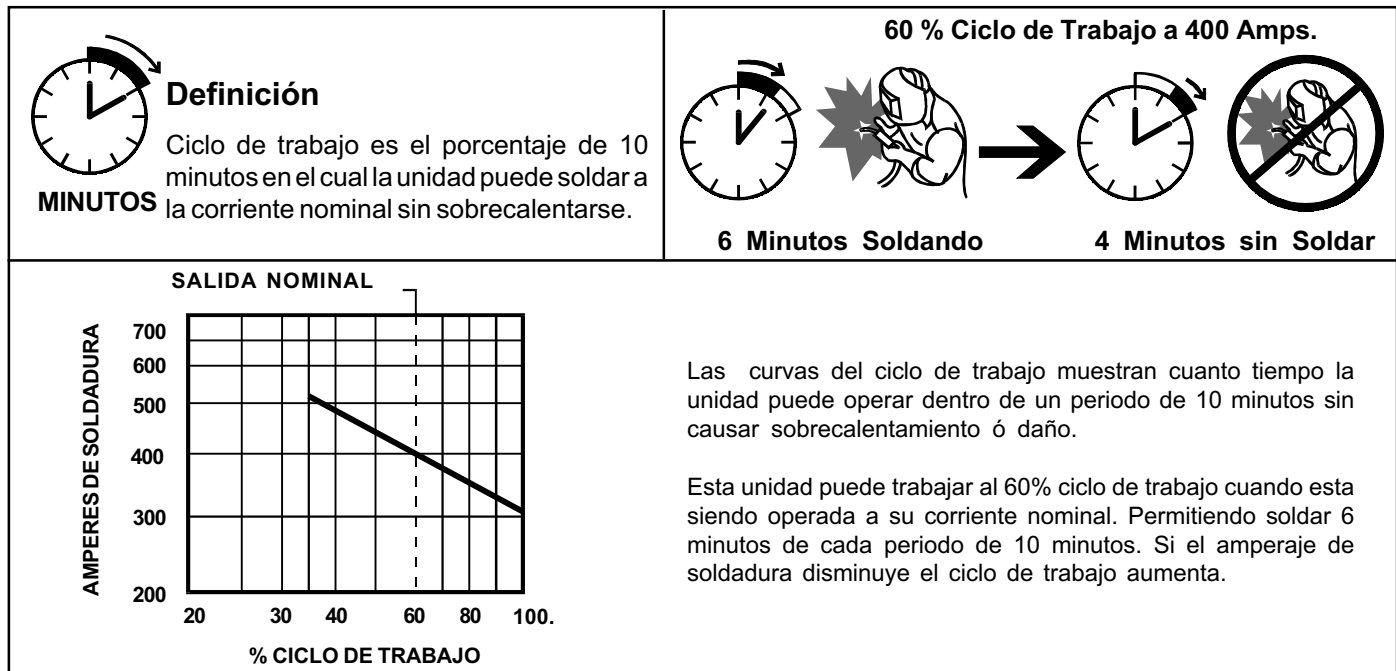 Definición
Ciclo de trabajo es el porcentaje de 10
minutos en el cual la unidad puede soldar a
la corriente nominal sin sobrecalentarse.
MINUTOS
60 % Ciclo de Trabajo a 400 Amps.
6 Minutos Soldando
4 Minutos sin Soldar
SALIDA NOMINAL
AMPERES DE SOLDADURA
700
600
500
400
300
200
20 30 40 60 80 100.
% CICLO DE TRABAJO
Las curvas del ciclo de trabajo muestran cuanto tiempo la
unidad puede operar dentro de un periodo de 10 minutos sin
causar sobrecalentamiento ó daño.
Esta unidad puede trabajar al 60% ciclo de trabajo cuando esta
siendo operada a su corriente nominal. Permitiendo soldar 6
minutos de cada periodo de 10 minutos. Si el amperaje de
soldadura disminuye el ciclo de trabajo aumenta.